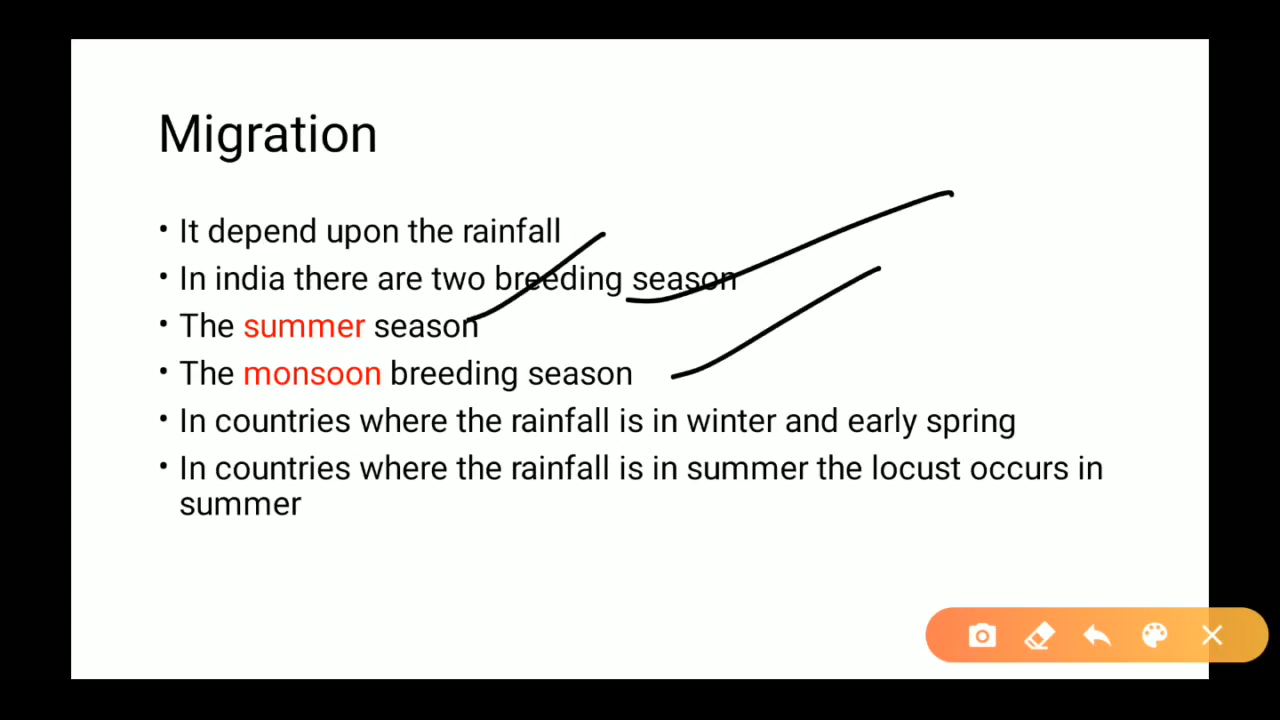 Migration
• It depend upon the rainfall
• In india there are two breeding season
• The summer season
• The monsoon breeding season
• In countries where the rainfall is in winter and early spring
• In countries where the rainfall is in summer the locust occurs in
summer